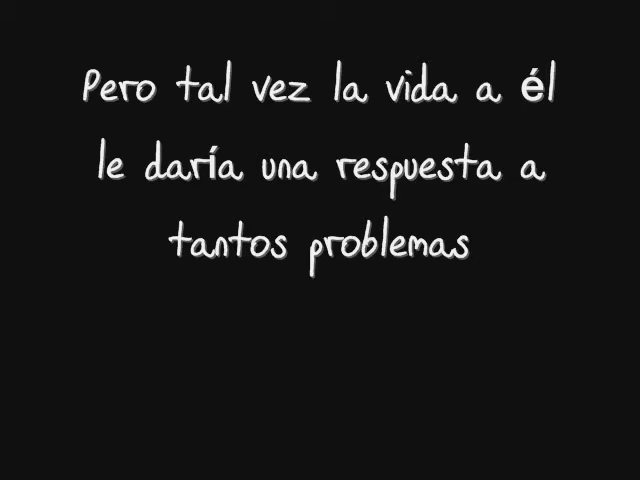 Pero tal vez la vida a él
le daría una respuesta a
tantos problemas